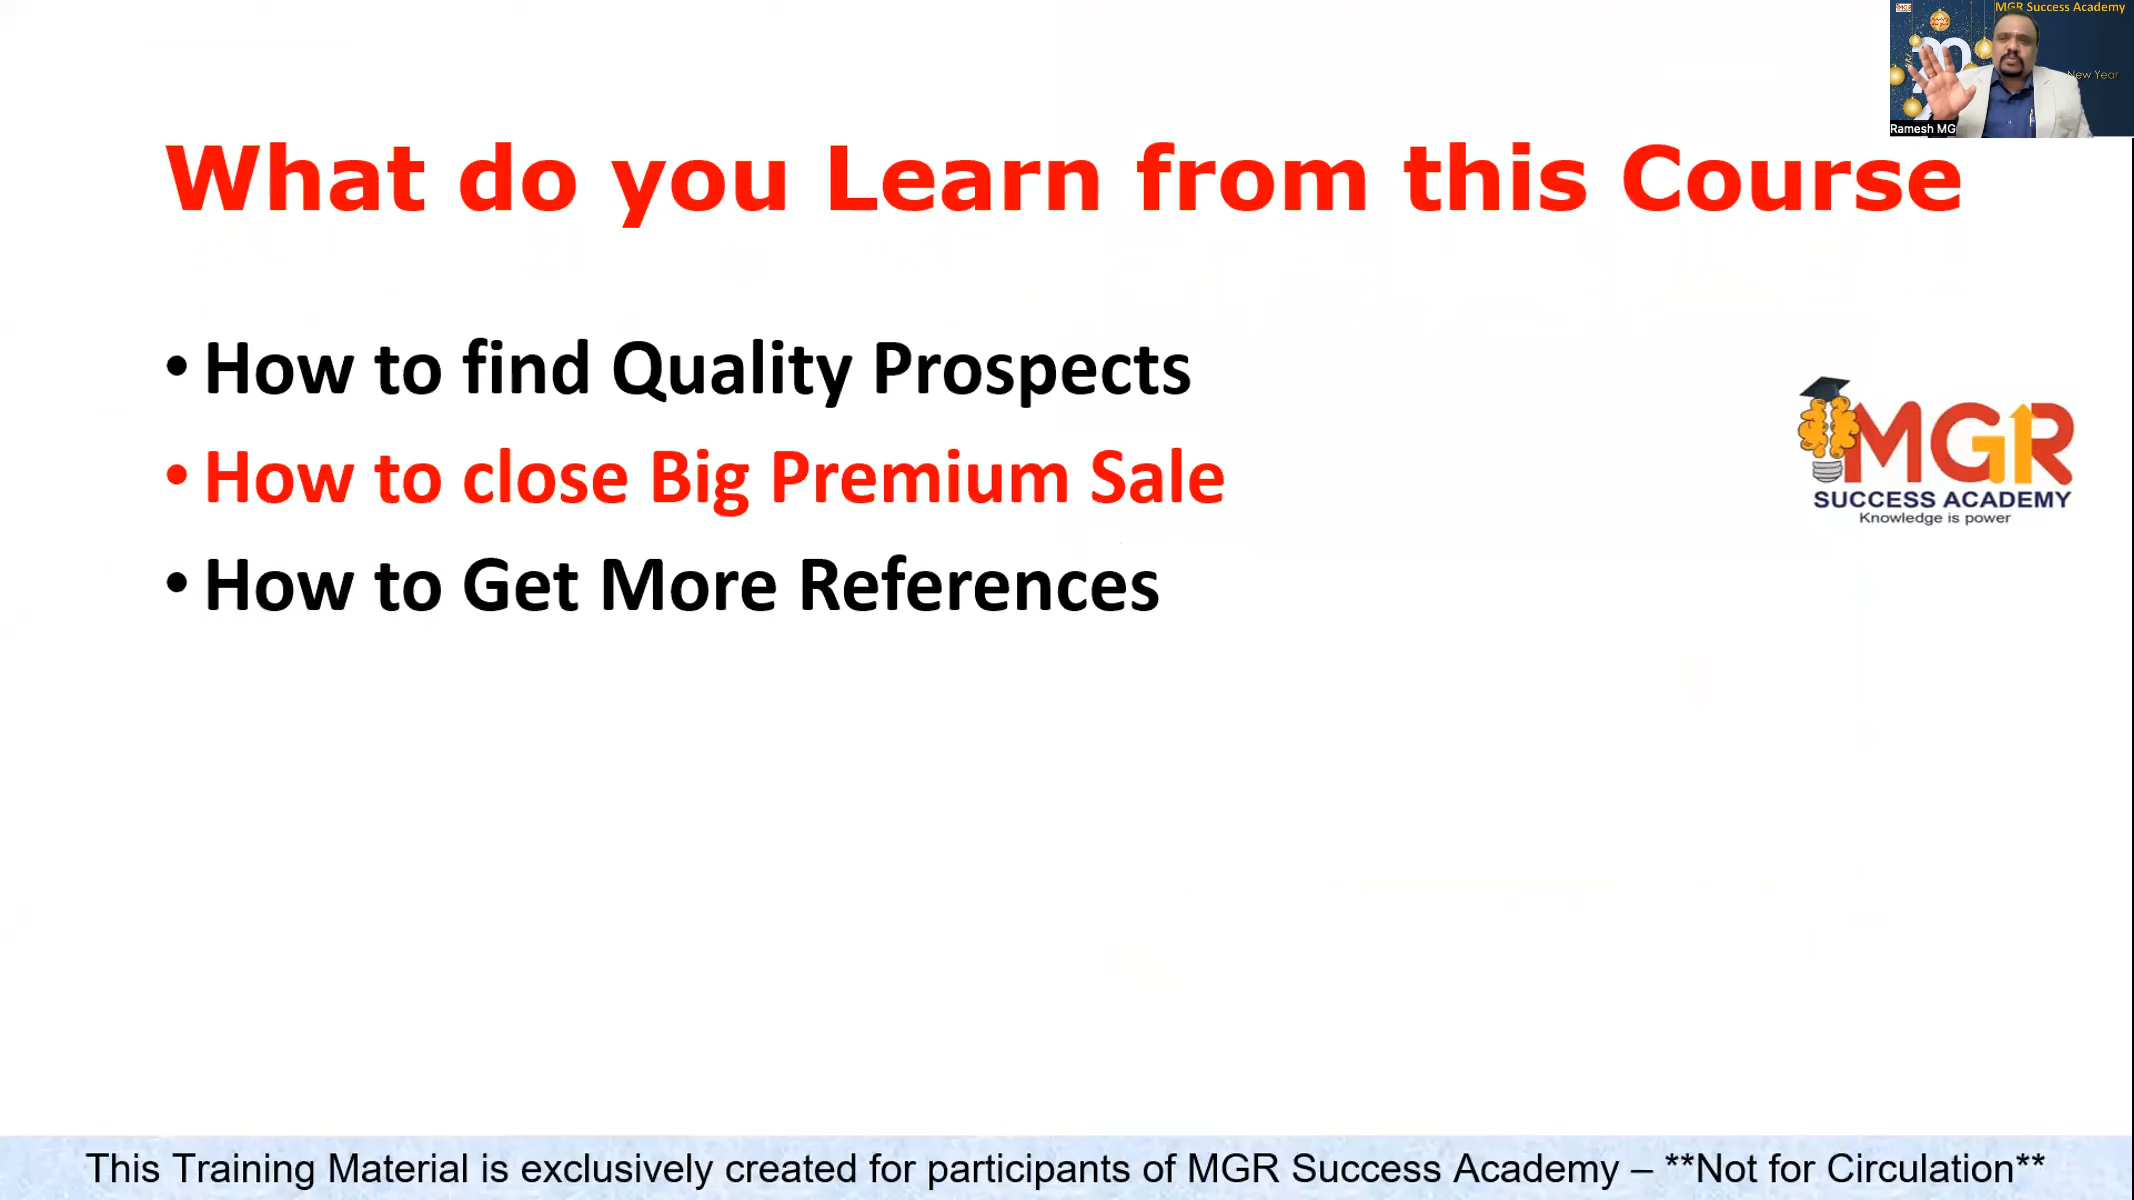 MGR Success Academy
New Year
Ramesh MG
What do you Learn from this Course
• How to find Quality Prospects
• How to close Big Premium Sale
• How to Get More References
MGR
SUCCESS ACADEMY
Knowledge is power
This Training Material is exclusively created for participants of MGR Success Academy – **Not for Circulation**